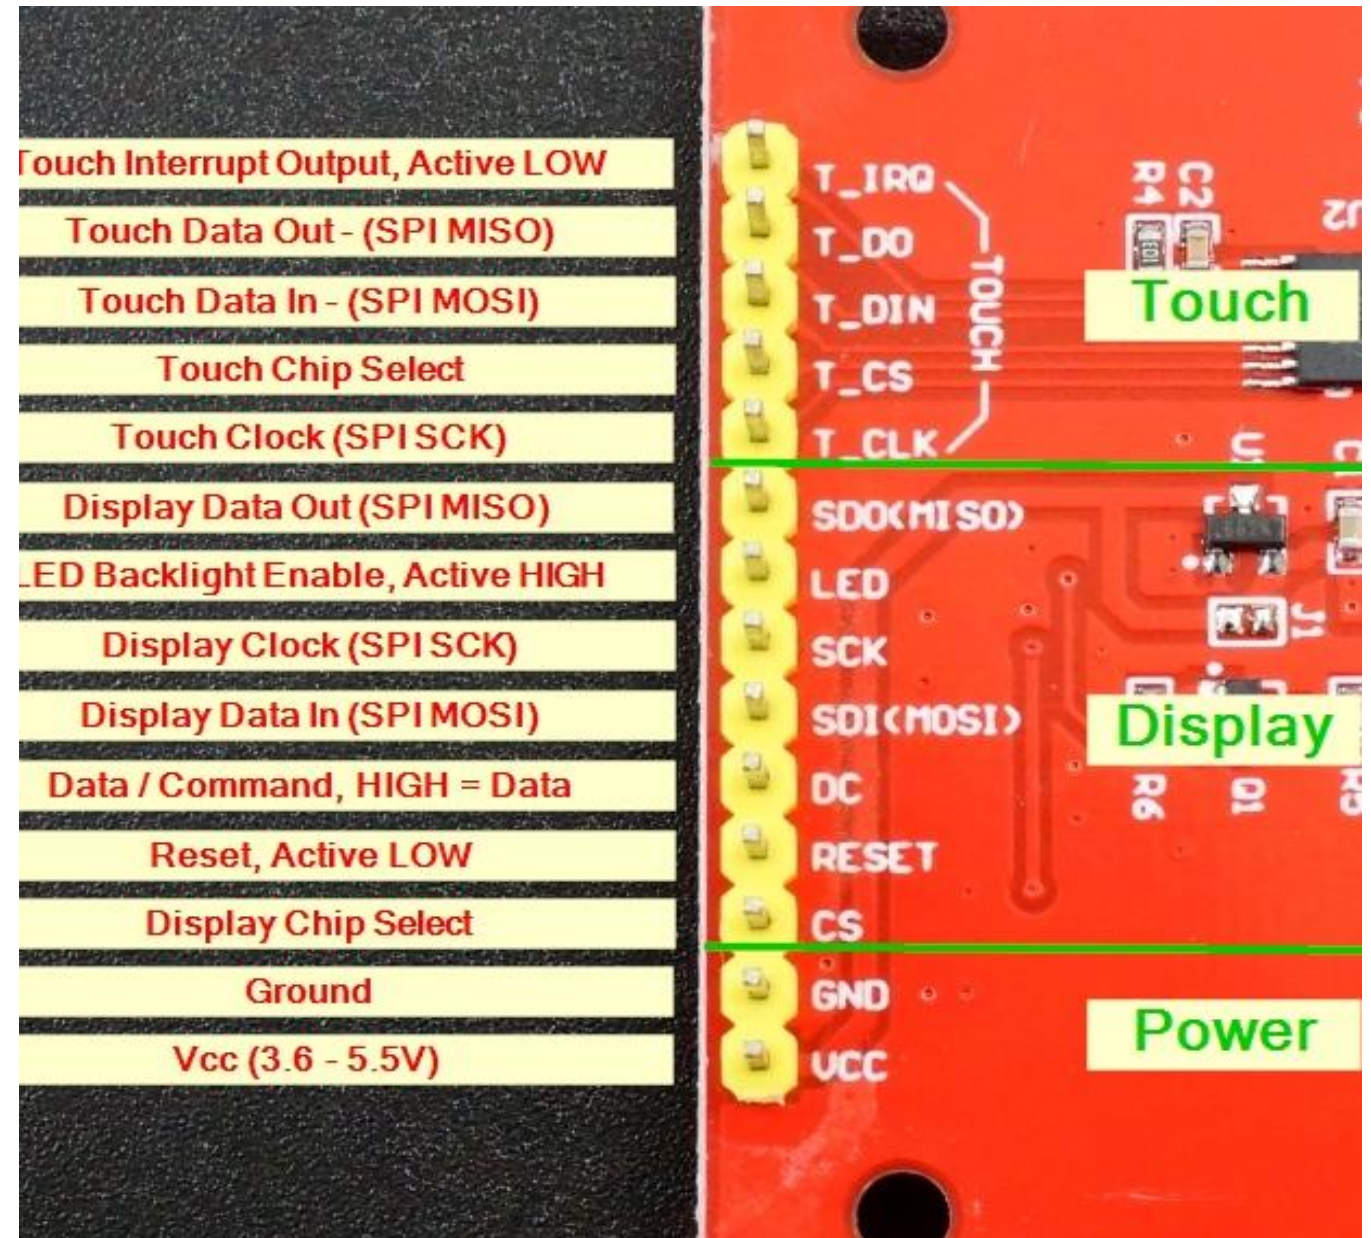 Touch Interrupt Output, Active LOW
Touch Data Out - (SPI MISO)
Touch Data In - (SPI MOSI)
Touch Chip Select
Touch Clock (SPI SCK)
Display Data Out (SPI MISO)
LED Backlight Enable, Active HIGH
Display Clock (SPI SCK)
Display Data In (SPI MOSI)
Data / Command, HIGH = Data
Reset, Active LOW
Display Chip Select
Ground
Vcc (3.6 - 5.5V)
T_IRQ
T_DO
T_DIN
T_CS
T_CLK
TOUCH
SDO(MISO)
LED
SCK
SDI(MOSI)
DC
RESET
CS
GND
VCC
R4
C2
U2
Touch
J1
Display
R6
Q1
R5
Power